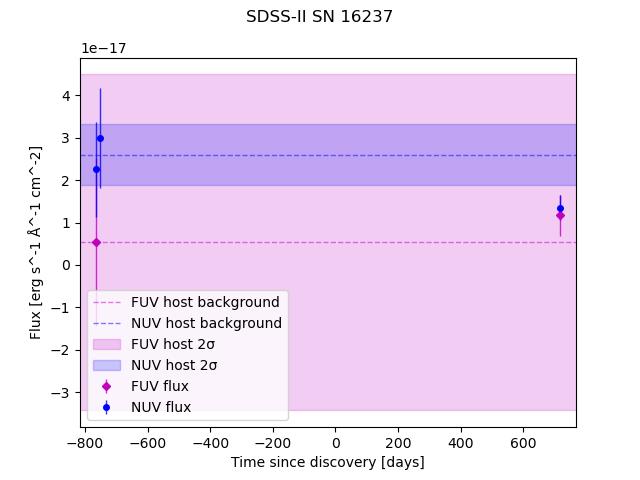 SDSS-II SN 16237
1e−17
Flux [erg s^-1 Å^-1 cm^-2]
4
3
2
1
0
−1
−2
−3
FUV host background
NUV host background
FUV host 2σ
NUV host 2σ
FUV flux
NUV flux
−800 −600 −400 −200 0 200 400 600
Time since discovery [days]